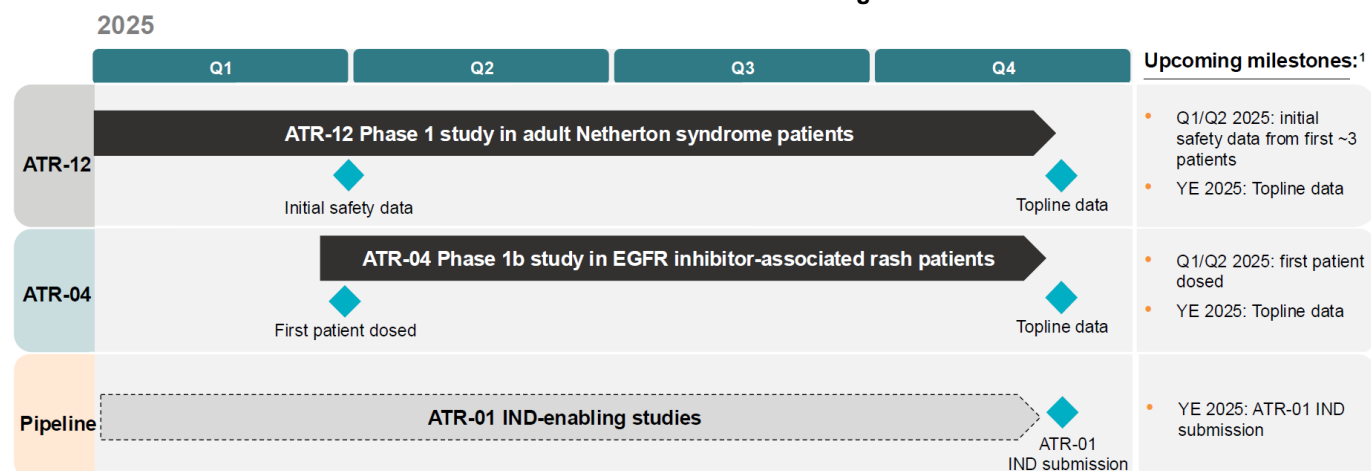 2025
Q1
Q2
Q3
Q4
Upcoming milestones:1
ATR-12
ATR-12 Phase 1 study in adult Netherton syndrome patients
Initial safety data
Topline data
• Q1/Q2 2025: initial
safety data from first ~3
patients
• YE 2025: Topline data
ATR-04
ATR-04 Phase 1b study in EGFR inhibitor-associated rash patients
First patient dosed
Topline data
• Q1/Q2 2025: first patient
dosed
• YE 2025: Topline data
Pipeline
ATR-01 IND-enabling studies
ATR-01
IND submission
• YE 2025: ATR-01 IND
submission